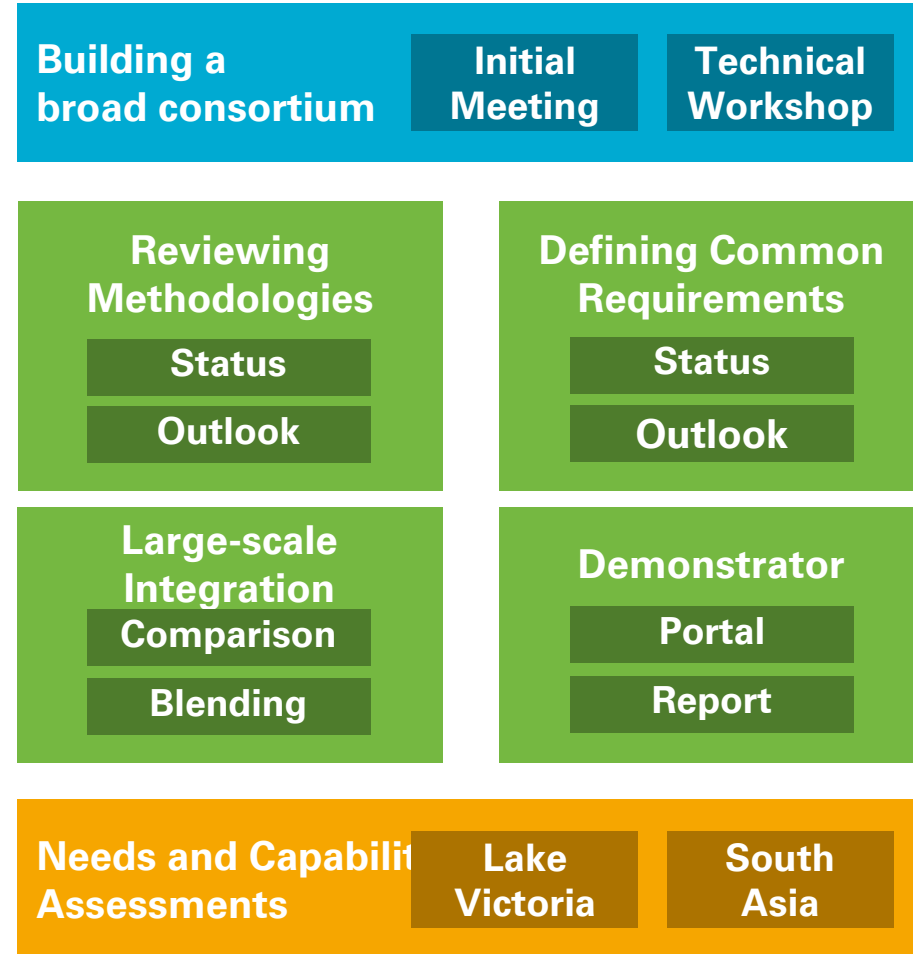 Building a
broad consortium
Initial
Meeting
Technical
Workshop
Reviewing
Methodologies
Status
Outlook
Defining Common
Requirements
Status
Outlook
Large-scale
Integration
Comparison
Blending
Demonstrator
Portal
Report
Needs and Capabilit
Assessments
Lake
Victoria
South
Asia